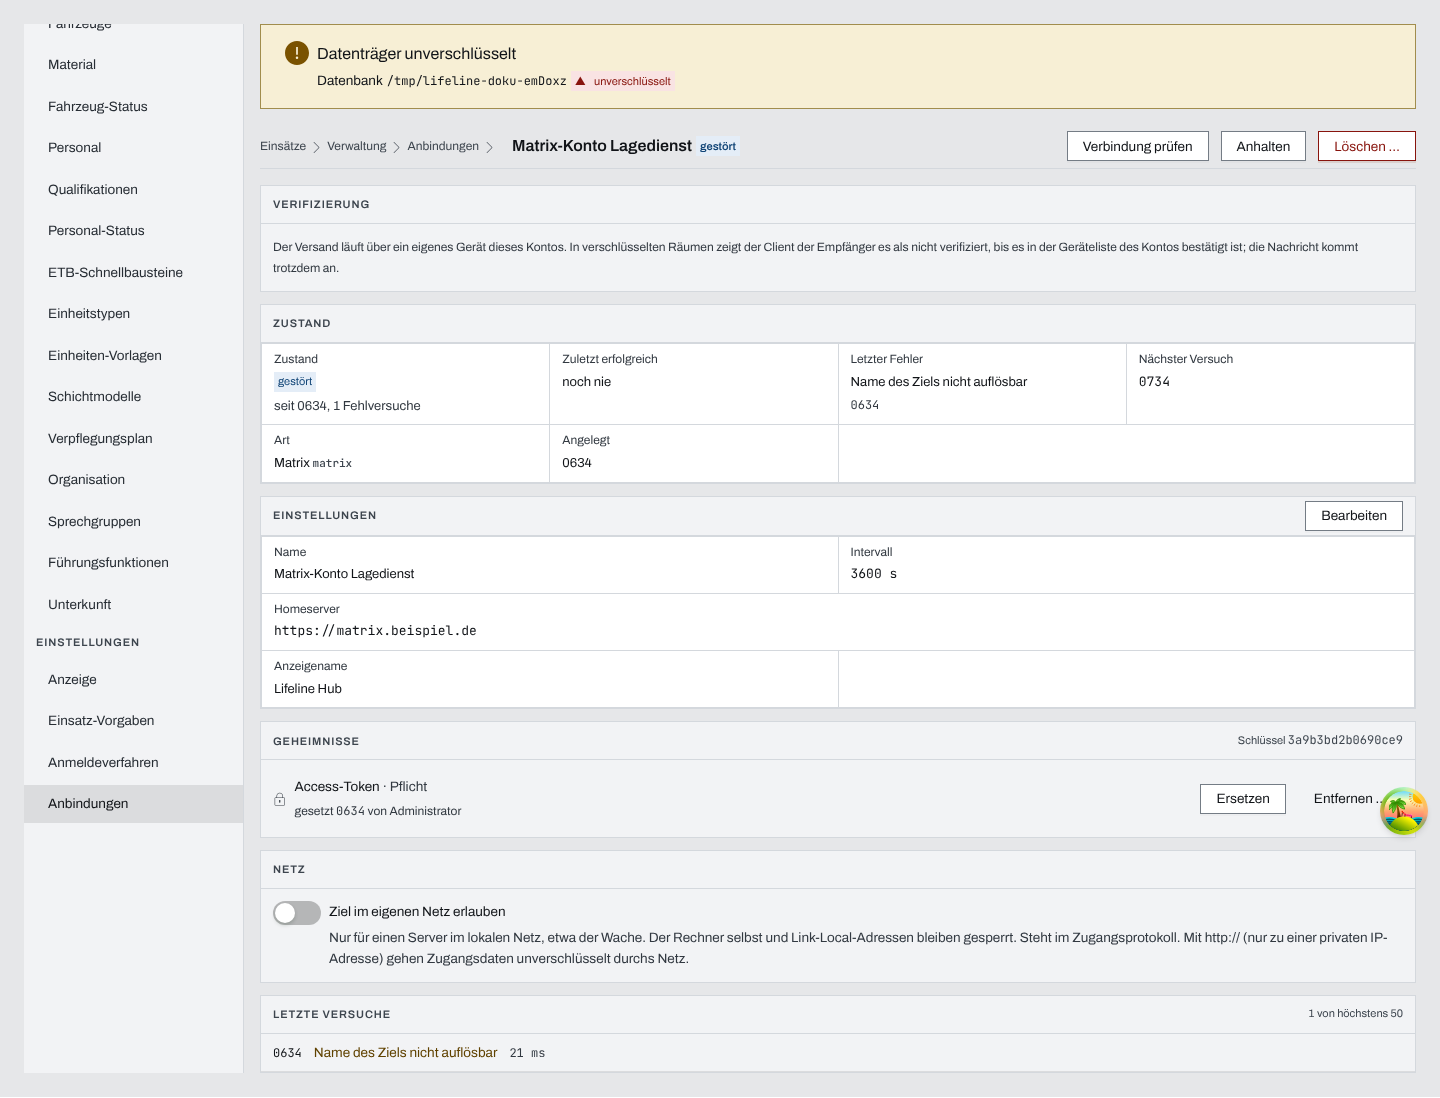 Fahrzeuge
Material
Fahrzeug-Status
Personal
Qualifikationen
Personal-Status
ETB-Schnellbausteine
Einheitstypen
Einheiten-Vorlagen
Schichtmodelle
Verpflegungsplan
Organisation
Sprechgruppen
Führungsfunktionen
Unterkunft
EINSTELLUNGEN
Anzeige
Einsatz-Vorgaben
Anmeldeverfahren
Anbindungen
Datenträger unverschlüsselt
Datenbank /tmp/lifeline-doku-emDoxz unverschlüsselt
Einsätze Verwaltung Anbindungen Matrix-Konto Lagedienst gestört Verbindung prüfen Anhalten Löschen ...
VERIFIZIERUNG
Der Versand läuft über ein eigenes Gerät dieses Kontos. In verschlüsselten Räumen zeigt der Client der Empfänger es als nicht verifiziert, bis es in der Geräteliste des Kontos bestätigt ist; die Nachricht kommt
trotzdem an.
ZUSTAND
Zustand
gestört
seit 0634, 1 Fehlversuche
Zuletzt erfolgreich
noch nie
Letzter Fehler
Name des Ziels nicht auflösbar
0634
Nächster Versuch
0734
Art
Matrix matrix
Angelegt
0634
EINSTELLUNGEN Bearbeiten
Name
Matrix-Konto Lagedienst
Intervall
3600 s
Homeserver
https://matrix.beispiel.de
Anzeigename
Lifeline Hub
GEHEIMNISSE Schlüssel 3a9b3bd2b0690ce9
Access-Token · Pflicht
gesetzt 0634 von Administrator
Ersetzen Entfernen ...
NETZ
Ziel im eigenen Netz erlauben
Nur für einen Server im lokalen Netz, etwa der Wache. Der Rechner selbst und Link-Local-Adressen bleiben gesperrt. Steht im Zugangsprotokoll. Mit http:// (nur zu einer privaten IP-
Adresse) gehen Zugangsdaten unverschlüsselt durchs Netz.
LETZTE VERSUCHE 1 von höchstens 50
0634 Name des Ziels nicht auflösbar 21 ms